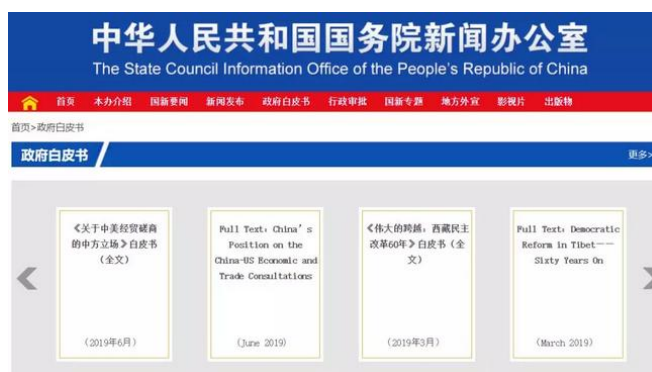 中华人民共和国国务院新闻办公室
The State Council Information Office of the People's Republic of China
首页 本办介绍 国新要闻 新闻发布 政府白皮书 行政审批 国新专题 地方外宣 影视片 出版物
首页>政府白皮书
政府白皮书
更多>
《关于中美经贸磋商
的中方立场》白皮书
(全文)
(2019年6月)
Full Text: China's
Position on the
China-US Economic and
Trade Consultations
(June 2019)
《伟大的跨越:西藏民主
改革60年》白皮书(全
文)
(2019年3月)
Full Text: Democratic
Reform in Tibet——
Sixty Years On
(March 2019)